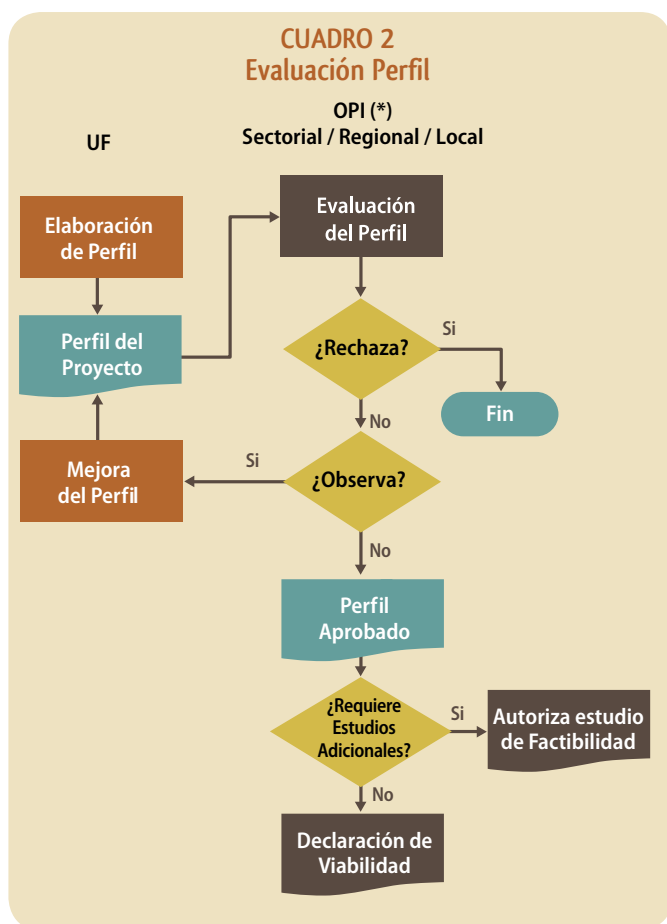 CUADRO 2
Evaluación Perfil
UF
OPI (*)
Sectorial / Regional / Local
Elaboración
de Perfil
Evaluación
del Perfil
Perfil del
Proyecto
¿Rechaza?
Si
Fin
No
Mejora
del Perfil
Si
¿Observa?
No
Perfil
Aprobado
¿Requiere
Estudios
Adicionales?
Si
Autoriza estudio
de Factibilidad
No
Declaración de
Viabilidad